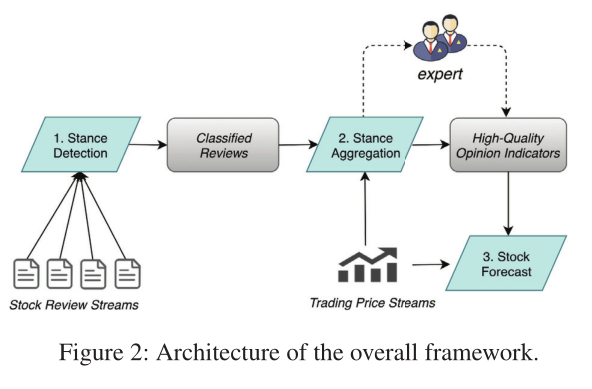 expert
1. Stance
Detection
Classified
Reviews
2. Stance
Aggregation
High-Quality
Opinion Indicators
3. Stock
Forecast
Stock Review Streams
Trading Price Streams
Figure 2: Architecture of the overall framework.